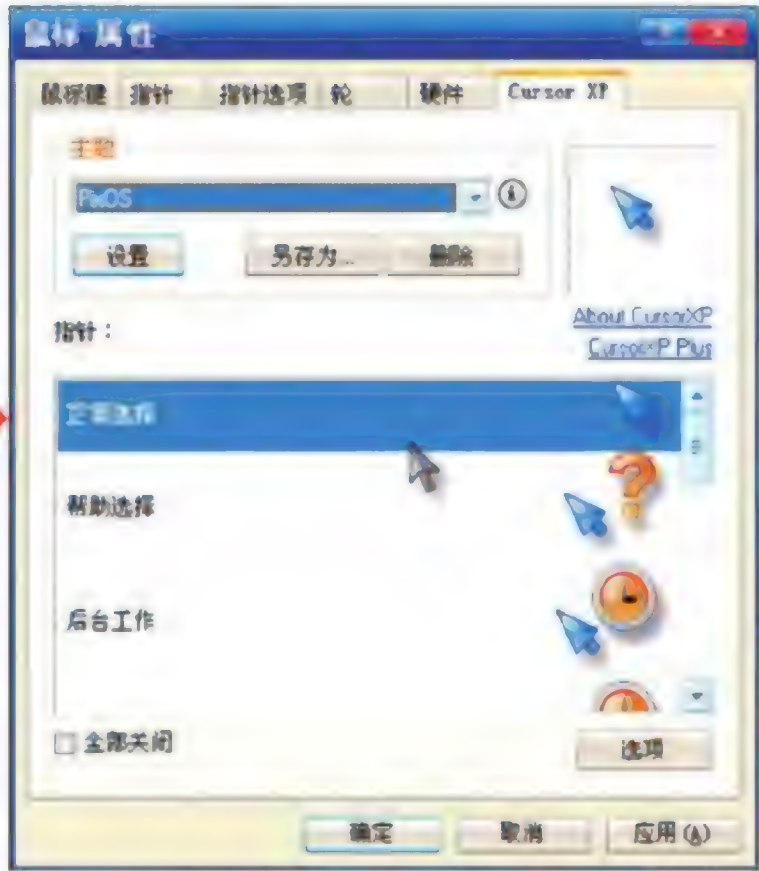 鼠标 属性
鼠标键 指针 指针选项 轮 硬件 Cursor XP
主题
PixOS
设置 另存为... 删除
指针：
About CursorXP
CursorXP Plus
正常选择
帮助选择
后台工作
全部关闭
选项
确定 取消 应用(A)